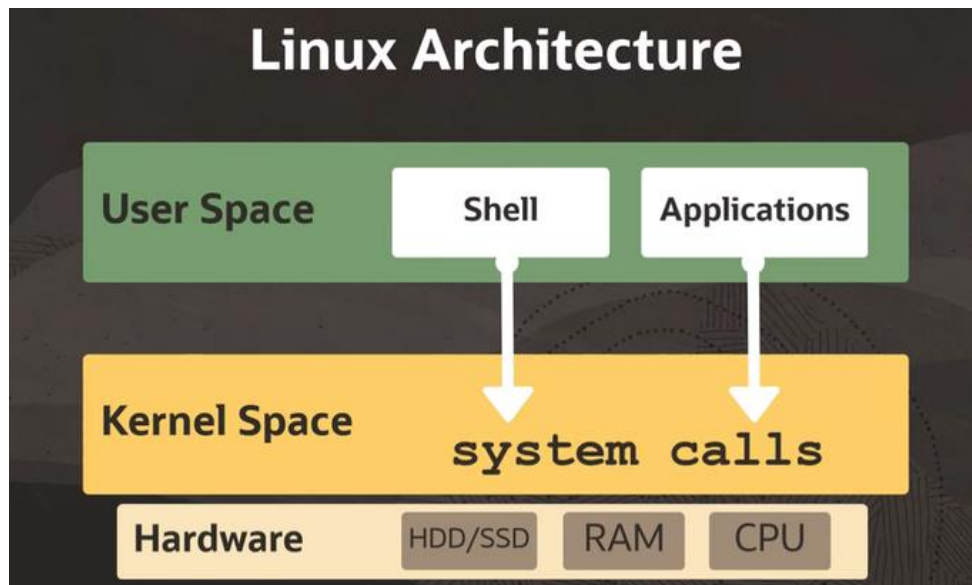 Linux Architecture
User Space
Shell
Applications
Kernel Space
system calls
Hardware
HDD/SSD
RAM
CPU